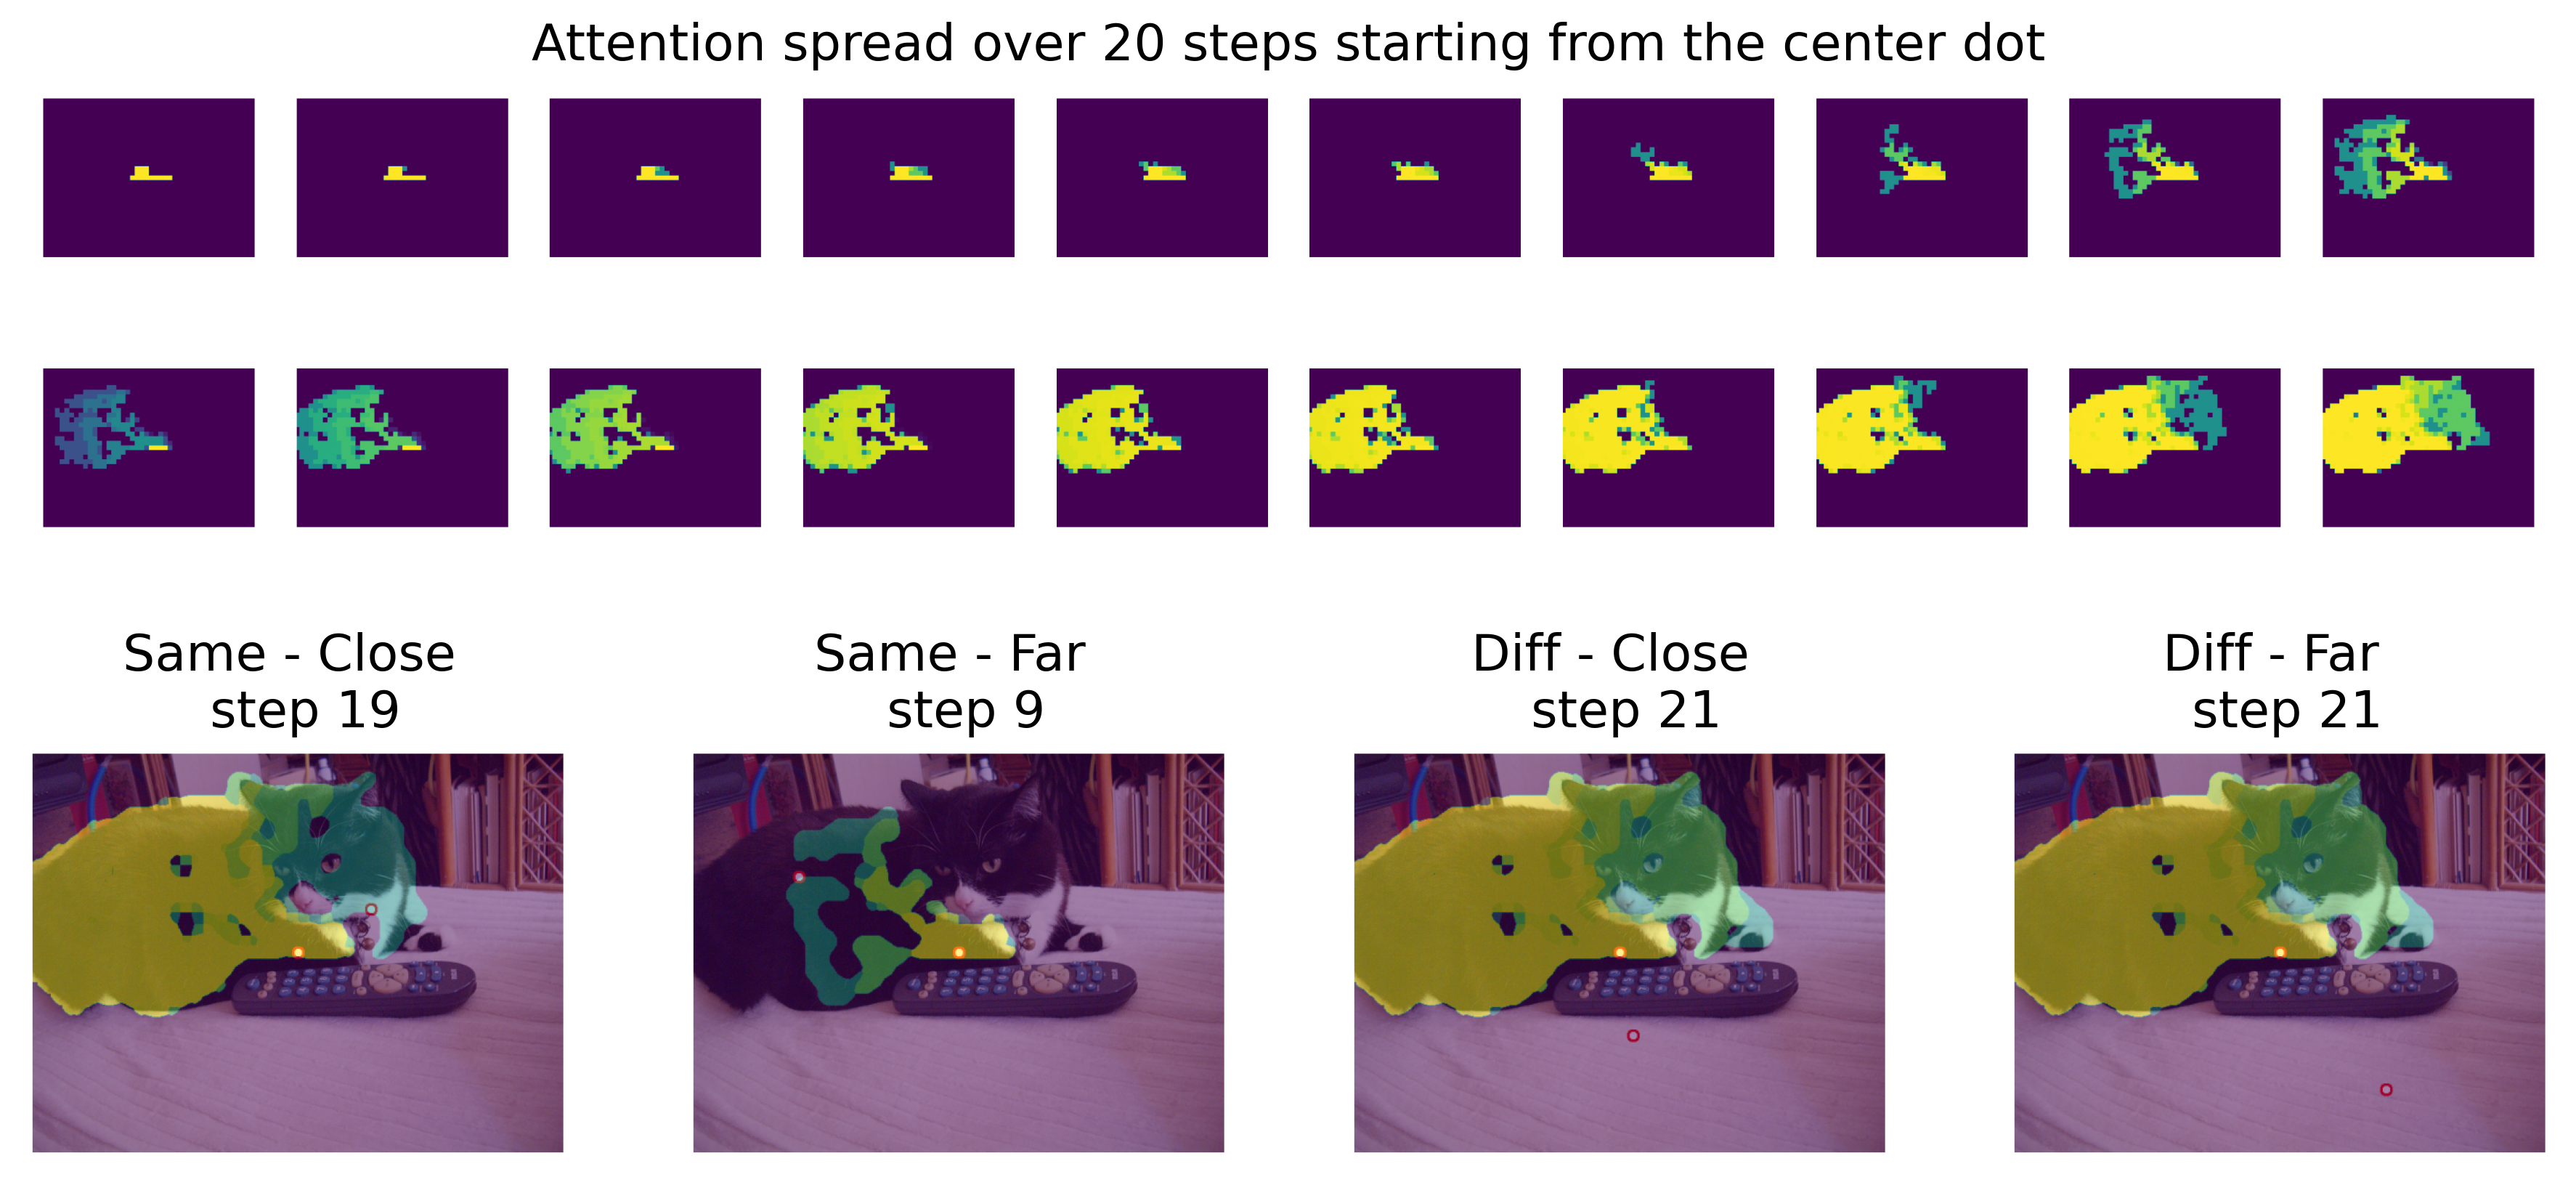 Attention spread over 20 steps starting from the center dot
Same - Close
step 19
Same - Far
step 9
Diff - Close
step 21
Diff - Far
step 21